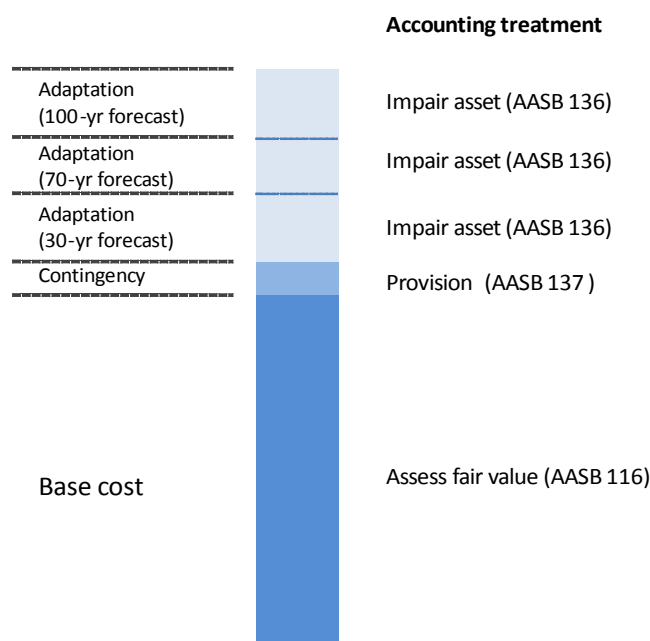 Accounting treatment
Adaptation
(100-yr forecast)
Impair asset (AASB 136)
Adaptation
(70-yr forecast)
Impair asset (AASB 136)
Adaptation
(30-yr forecast)
Impair asset (AASB 136)
Contingency
Provision (AASB 137 )
Base cost
Assess fair value (AASB 116)